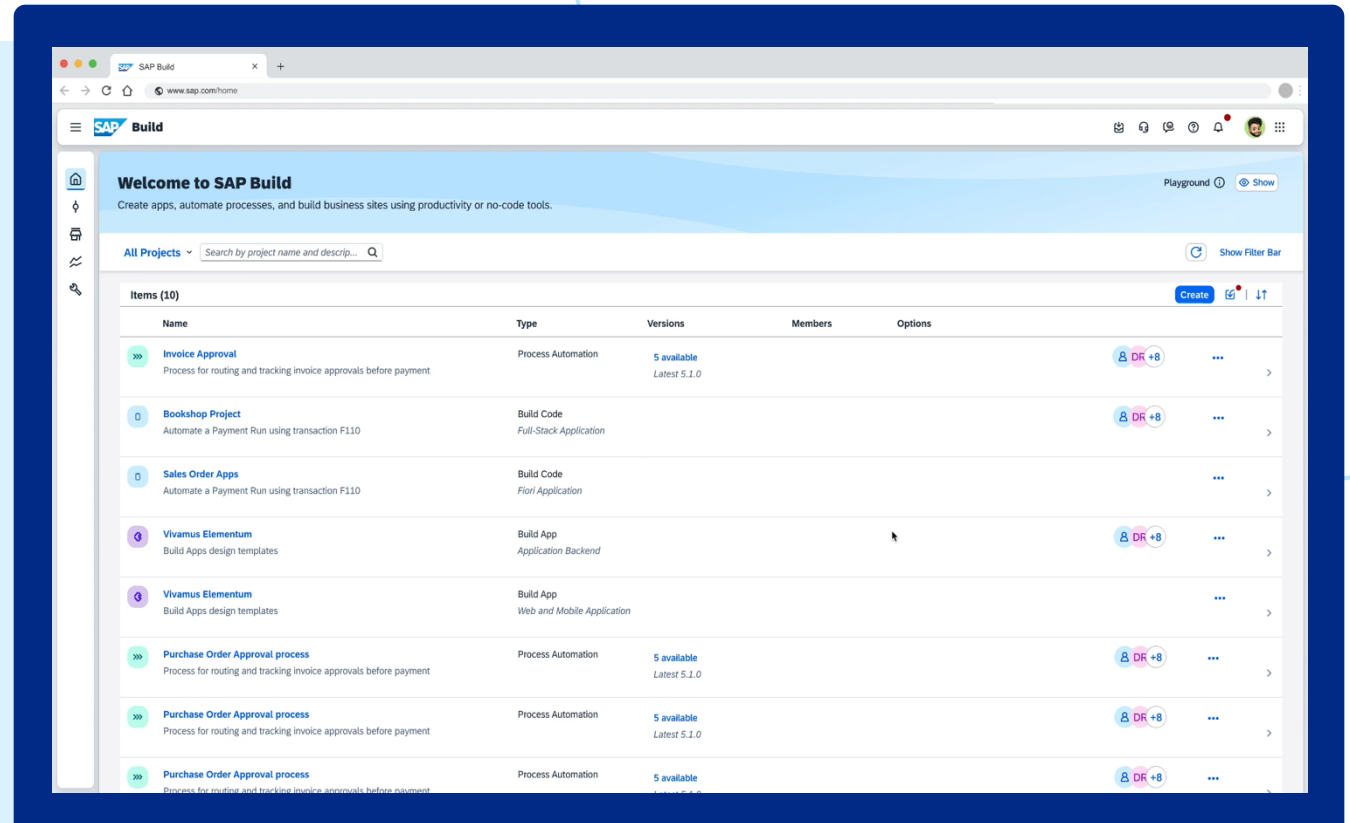 SAP Build × +
www.sap.com/home
SAP Build
Welcome to SAP Build
Playground Show
Create apps, automate processes, and build business sites using productivity or no-code tools.
All Projects Search by project name and descrip... Show Filter Bar
Items (10) Create
Name Type Versions Members Options
Invoice Approval Process Automation 5 available DR +8
Process for routing and tracking invoice approvals before payment Latest 5.1.0
Bookshop Project Build Code DR +8
Automate a Payment Run using transaction F110 Full-Stack Application
Sales Order Apps Build Code
Automate a Payment Run using transaction F110 Fiori Application
Vivamus Elementum Build App DR +8
Build Apps design templates Application Backend
Vivamus Elementum Build App
Build Apps design templates Web and Mobile Application
Purchase Order Approval process Process Automation 5 available DR +8
Process for routing and tracking invoice approvals before payment Latest 5.1.0
Purchase Order Approval process Process Automation 5 available DR +8
Process for routing and tracking invoice approvals before payment Latest 5.1.0
Purchase Order Approval process Process Automation 5 available DR +8
Process for routing and tracking invoice approvals before payment